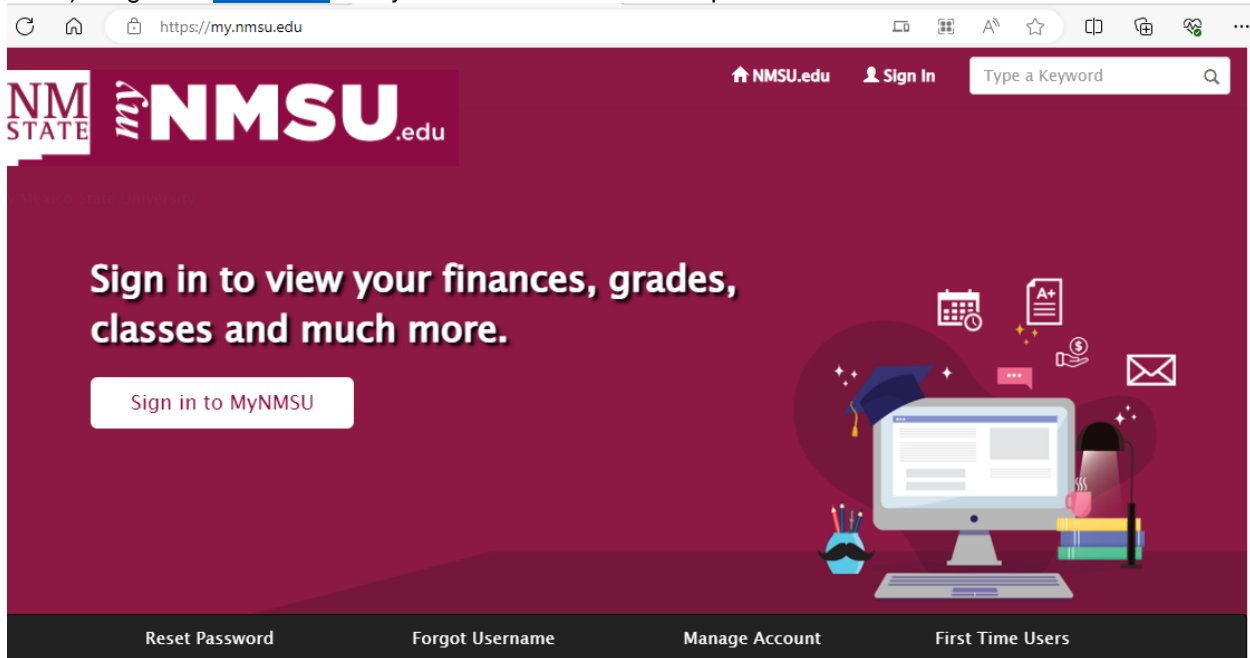 https://my.nmsu.edu
NMSU.edu Sign In Type a Keyword
NM
STATE
my NMSU.edu
Sign in to view your finances, grades,
classes and much more.
A+
$
Sign in to MyNMSU
Reset Password Forgot Username Manage Account First Time Users